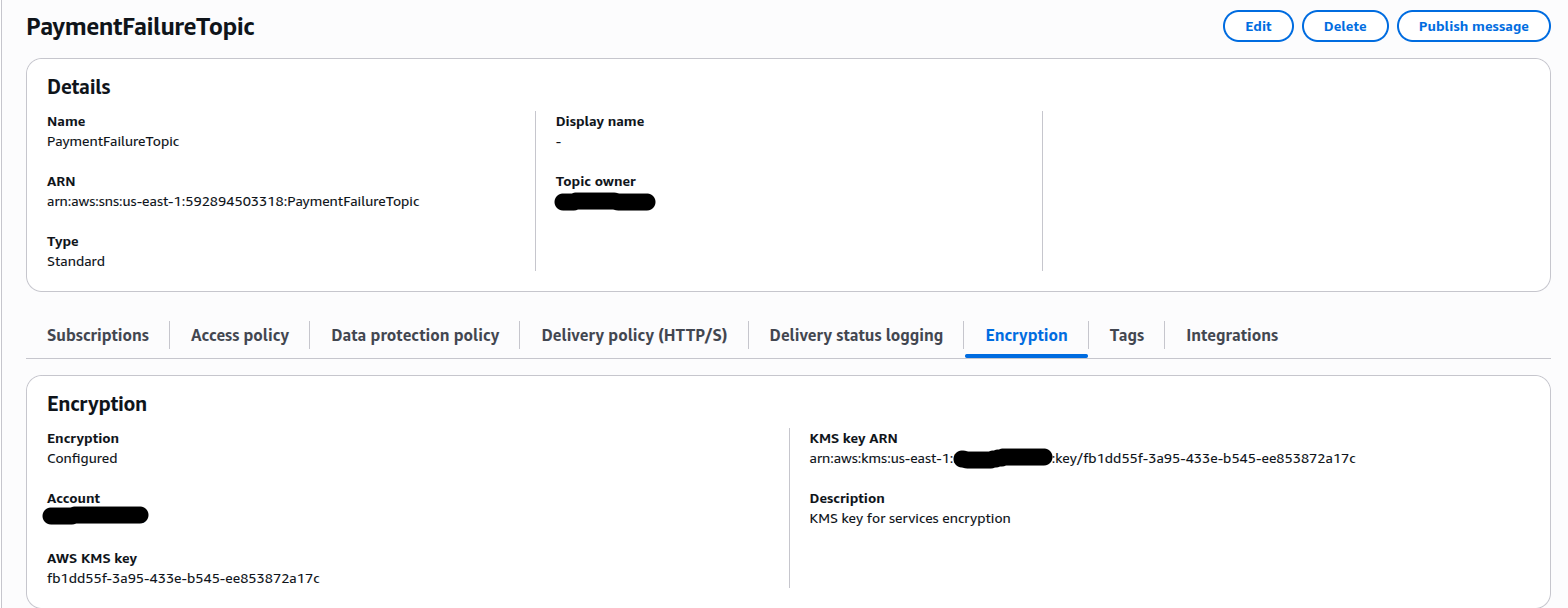 PaymentFailureTopic
Edit
Delete
Publish message
Details
Name
PaymentFailureTopic
Display name
-
ARN
arn:aws:sns:us-east-1:592894503318:PaymentFailureTopic
Topic owner
Type
Standard
Subscriptions
Access policy
Data protection policy
Delivery policy (HTTP/S)
Delivery status logging
Encryption
Tags
Integrations
Encryption
Encryption
Configured
KMS key ARN
arn:aws:kms:us-east-1: :key/fb1dd55f-3a95-433e-b545-ee853872a17c
Account
Description
KMS key for services encryption
AWS KMS key
fb1dd55f-3a95-433e-b545-ee853872a17c